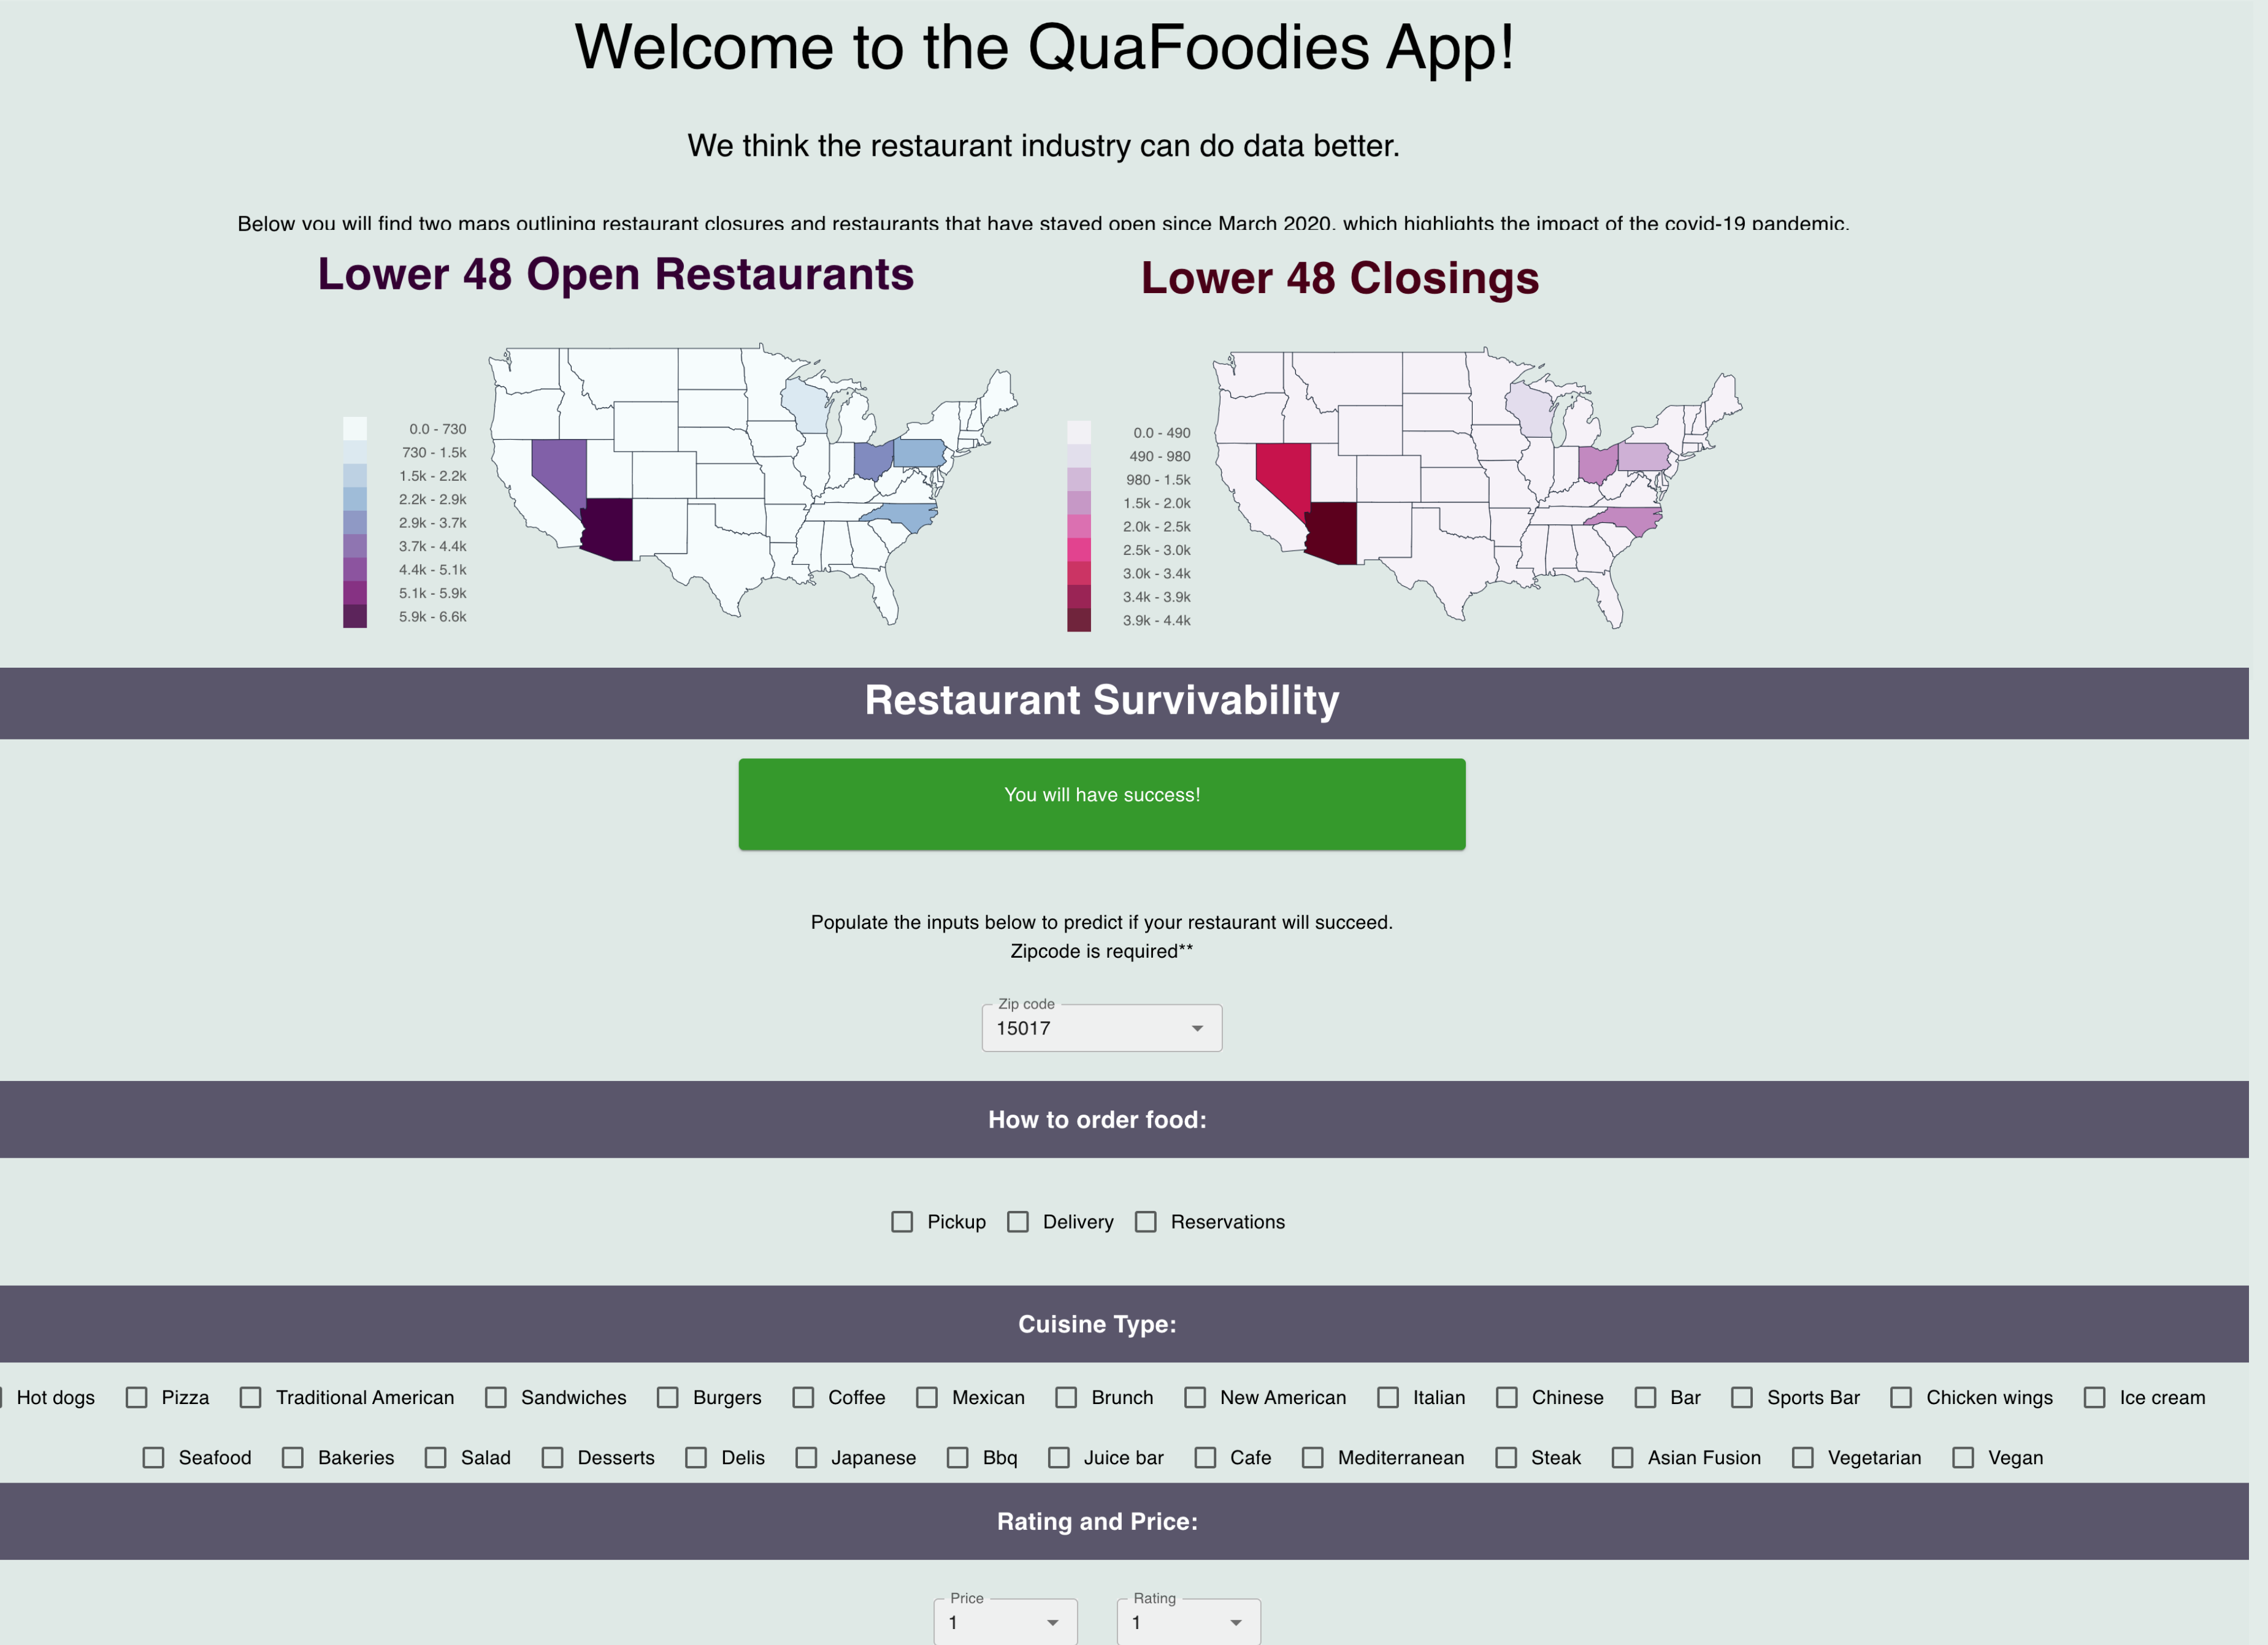 Welcome to the QuaFoodies App!
We think the restaurant industry can do data better.
Below you will find two maps outlining restaurant closures and restaurants that have stayed open since March 2020, which highlights the impact of the covid-19 pandemic.
Lower 48 Open Restaurants
0.0 - 730
730 - 1.5k
1.5k - 2.2k
2.2k - 2.9k
2.9k - 3.7k
3.7k - 4.4k
4.4k - 5.1k
5.1k - 5.9k
5.9k - 6.6k
Lower 48 Closings
0.0 - 490
490 - 980
980 - 1.5k
1.5k - 2.0k
2.0k - 2.5k
2.5k - 3.0k
3.0k - 3.4k
3.4k - 3.9k
3.9k - 4.4k
Restaurant Survivability
You will have success!
Populate the inputs below to predict if your restaurant will succeed.
Zipcode is required**
Zip code
15017
How to order food:
Pickup Delivery Reservations
Cuisine Type:
Hot dogs Pizza Traditional American Sandwiches Burgers Coffee Mexican Brunch New American Italian Chinese Bar Sports Bar Chicken wings Ice cream
Seafood Bakeries Salad Desserts Delis Japanese Bbq Juice bar Cafe Mediterranean Steak Asian Fusion Vegetarian Vegan
Rating and Price:
Price Rating
1 1